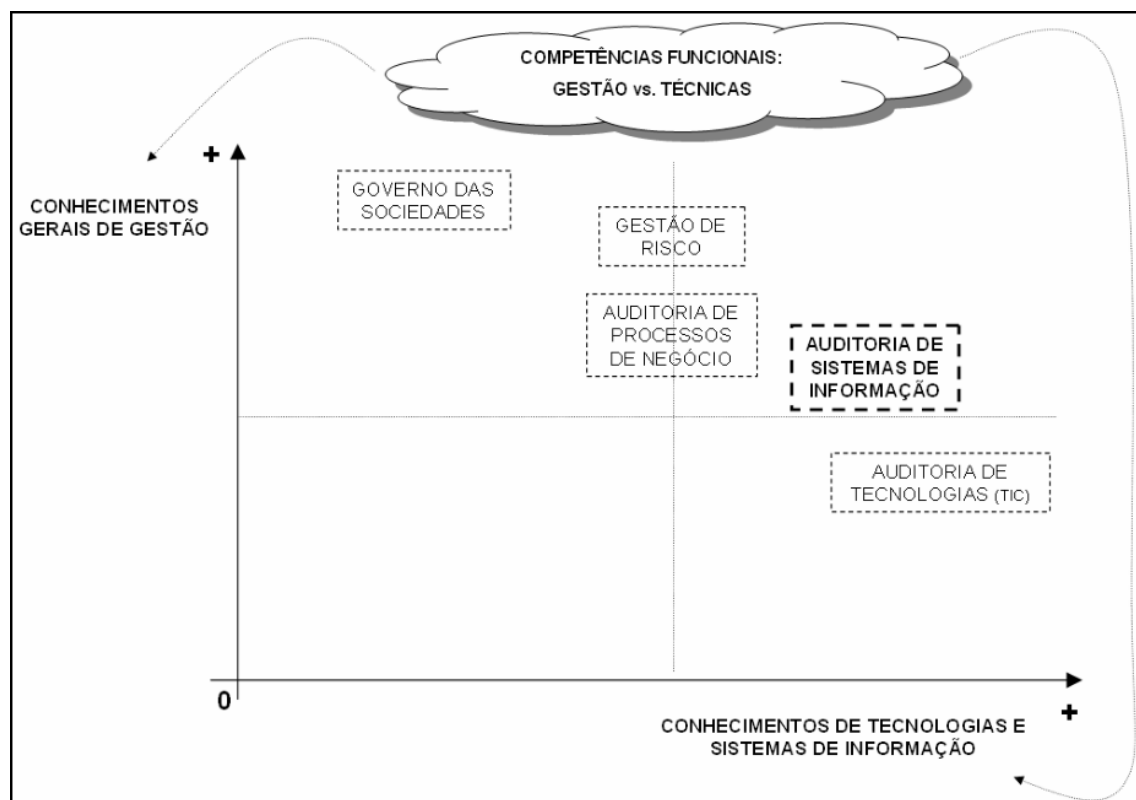 COMPETÊNCIAS FUNCIONAIS:
GESTÃO vs. TÉCNICAS
+
CONHECIMENTOS
GERAIS DE GESTÃO
GOVERNO DAS
SOCIEDADES
GESTÃO DE
RISCO
AUDITORIA DE
PROCESSOS
DE NEGÓCIO
AUDITORIA DE
SISTEMAS DE
INFORMAÇÃO
AUDITORIA DE
TECNOLOGIAS (TIC)
0
+
CONHECIMENTOS DE TECNOLOGIAS E
SISTEMAS DE INFORMAÇÃO